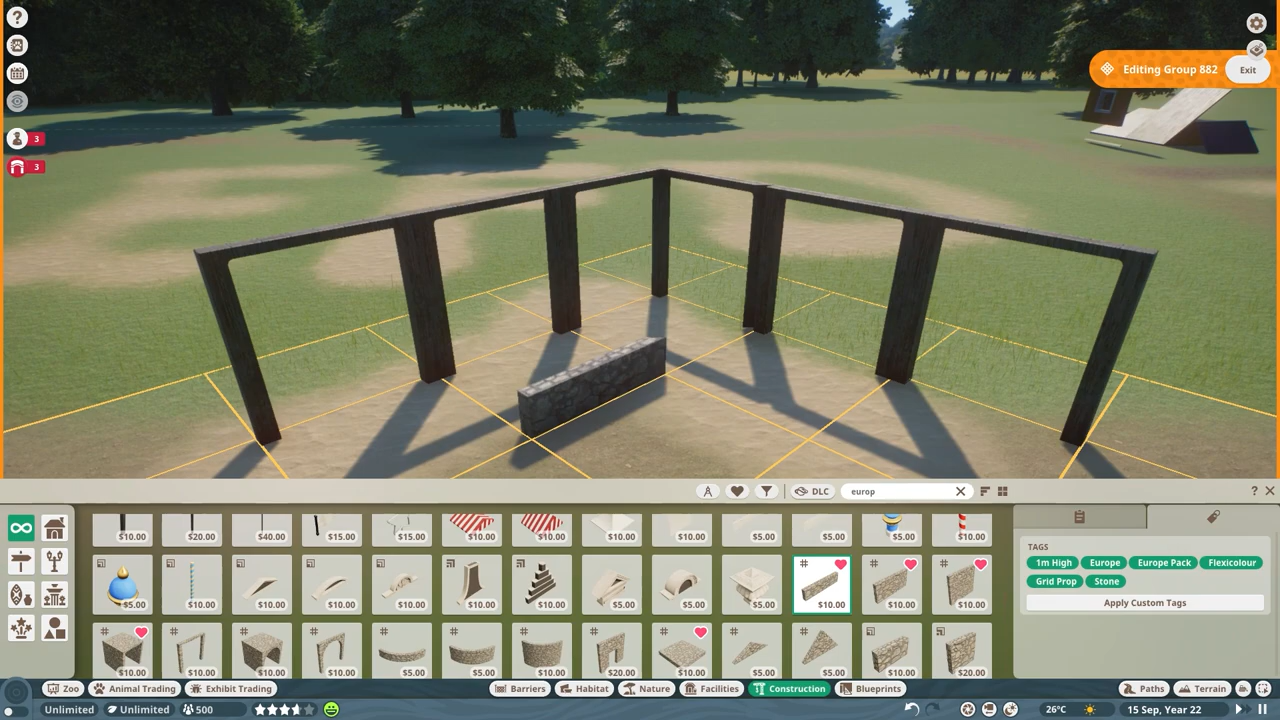 ?
Editing Group 882
Exit
3
3
DLC
europ
?
$10.00 $20.00 $40.00 $15.00 $15.00 $10.00 $10.00 $10.00 $5.00 $5.00 $5.00 $5.00 $10.00
$5.00 $10.00 $10.00 $10.00 $10.00 $10.00 $10.00 $5.00 $5.00 $5.00 $10.00 $10.00 $10.00
$10.00 $10.00 $10.00 $10.00 $5.00 $5.00 $10.00 $10.00 $10.00 $5.00 $5.00 $10.00 $20.00
TAGS
1m High Europe Europe Pack Flexicolour
Grid Prop Stone
Apply Custom Tags
Zoo Animal Trading Exhibit Trading Barriers Habitat Nature Facilities Construction Blueprints Paths Terrain
Unlimited Unlimited 500 26°C 15 Sep, Year 22